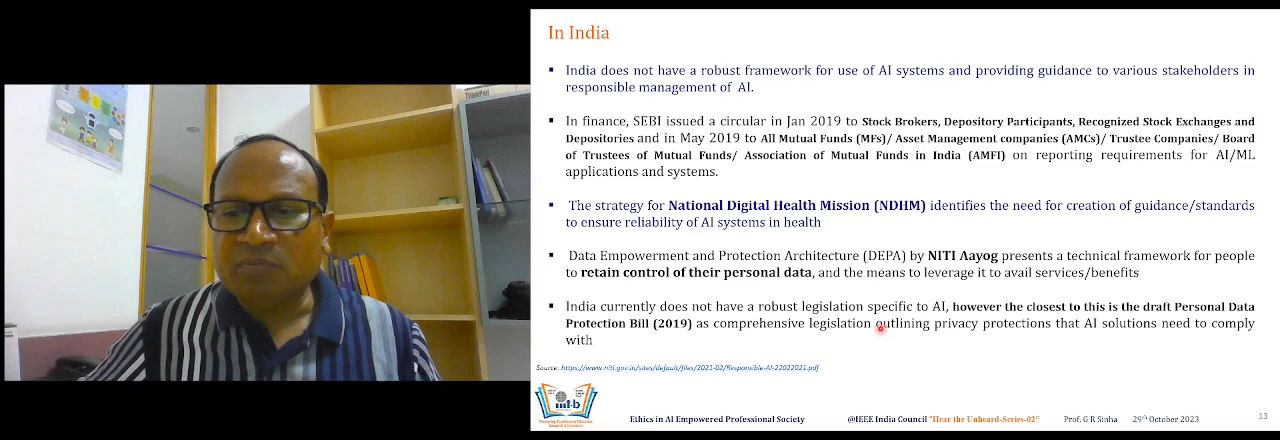 In India
India does not have a robust framework for use of AI systems and providing guidance to various stakeholders in
responsible management of AI.
In finance, SEBI issued a circular in Jan 2019 to Stock Brokers, Depository Participants, Recognized Stock Exchanges and
Depositories and in May 2019 to All Mutual Funds (MFs)/ Asset Management companies (AMCs)/ Trustee Companies/ Board
of Trustees of Mutual Funds/ Association of Mutual Funds in India (AMFI) on reporting requirements for AI/ML
applications and systems.
The strategy for National Digital Health Mission (NDHM) identifies the need for creation of guidance/standards
to ensure reliability of AI systems in health
Data Empowerment and Protection Architecture (DEPA) by NITI Aayog presents a technical framework for people
to retain control of their personal data, and the means to leverage it to avail services/benefits
India currently does not have a robust legislation specific to AI, however the closest to this is the draft Personal Data
Protection Bill (2019) as comprehensive legislation outlining privacy protections that AI solutions need to comply
with
Source: https://www.niti.gov.in/sites/default/files/2021-02/Responsible-AI-22022021.pdf
Ethics in AI Empowered Professional Society @IEEE India Council "Hear the Unheard-Series-02" Prof. G R Sinha 29th October 2023 13